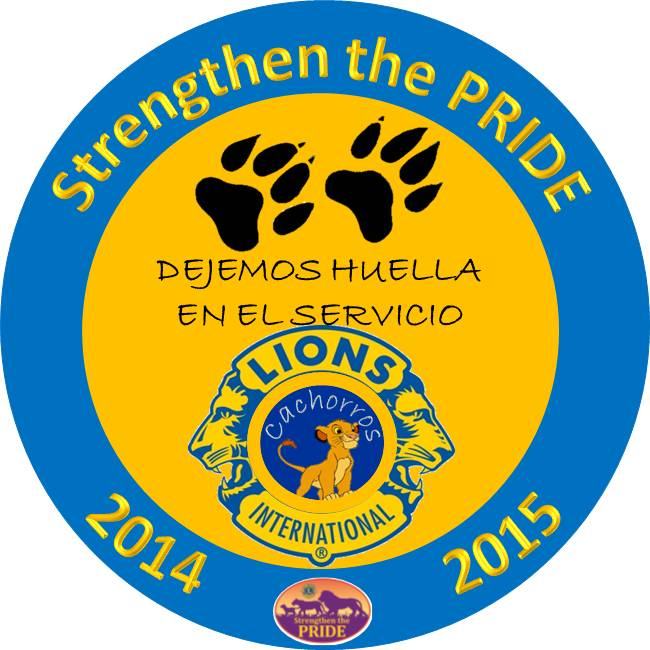 Strengthen the PRIDE
DEJEMOS HUELLA
EN EL SERVICIO
LIONS
Cachorros
INTERNATIONAL
®
2014
2015
Strengthen the
PRIDE